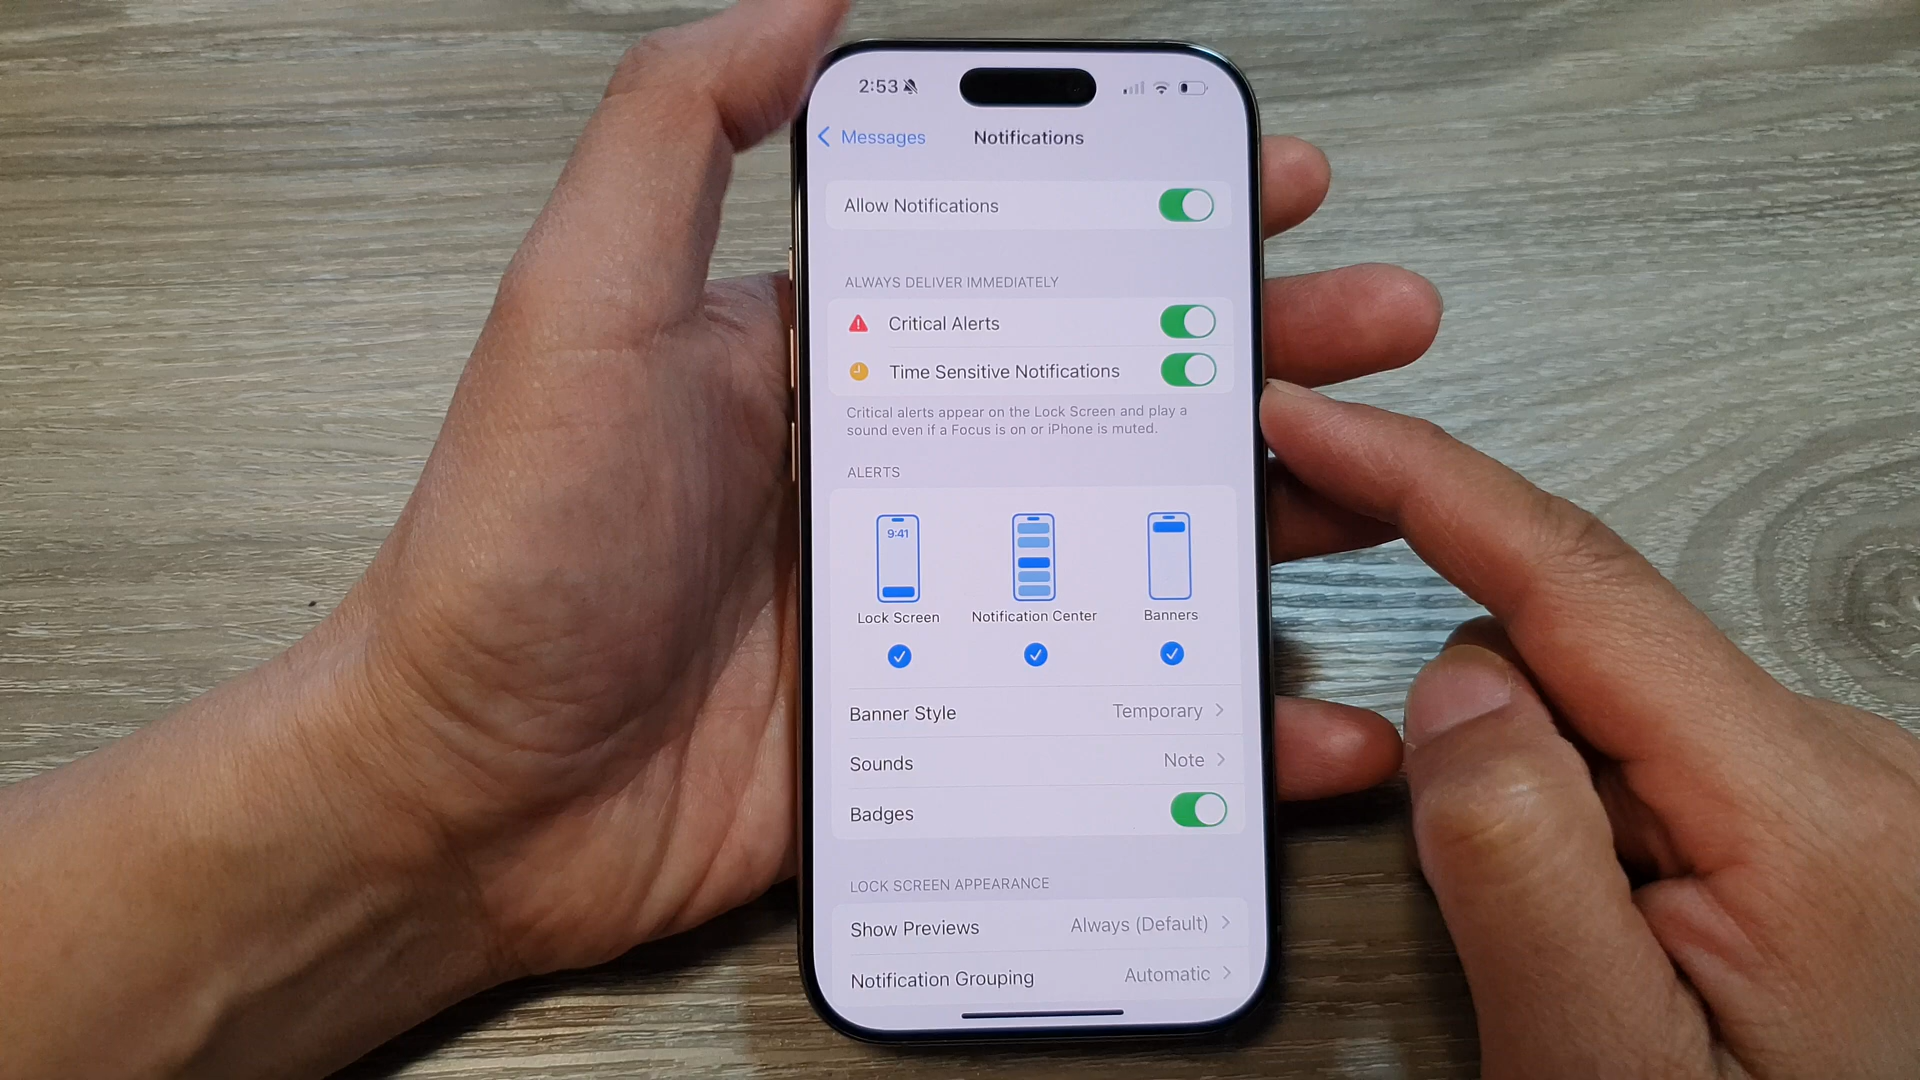 2:53
Messages
Notifications
Allow Notifications
ALWAYS DELIVER IMMEDIATELY
Critical Alerts
Time Sensitive Notifications
Critical alerts appear on the Lock Screen and play a
sound even if a Focus is on or iPhone is muted.
ALERTS
9:41
Lock Screen
Notification Center
Banners
Banner Style Temporary
Sounds Note
Badges
LOCK SCREEN APPEARANCE
Show Previews Always (Default)
Notification Grouping Automatic